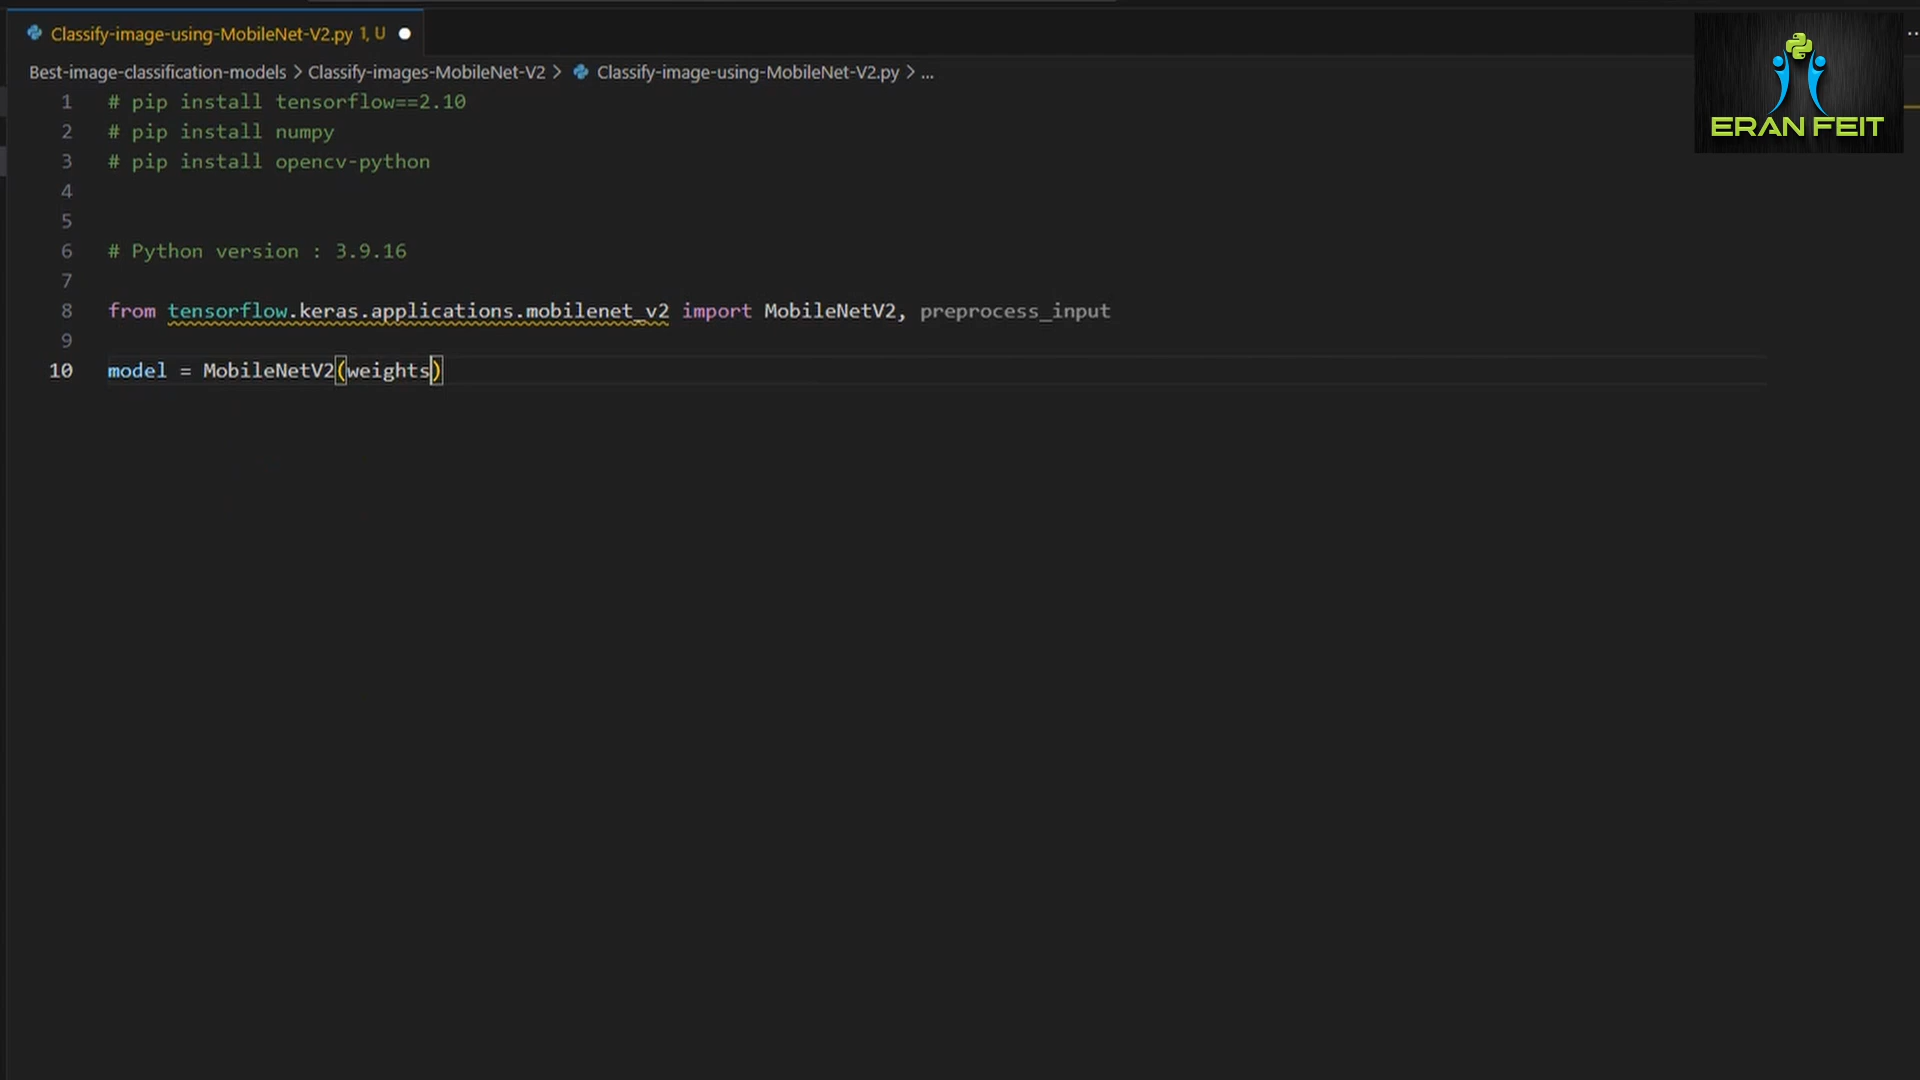 Classify-image-using-MobileNet-V2.py 1, U
Best-image-classification-models > Classify-images-MobileNet-V2 > Classify-image-using-MobileNet-V2.py > ...
ERAN FEIT
1 # pip install tensorflow==2.10
2 # pip install numpy
3 # pip install opencv-python
4
5
6 # Python version : 3.9.16
7
8 from tensorflow.keras.applications.mobilenet_v2 import MobileNetV2, preprocess_input
9
10 model = MobileNetV2(weights)